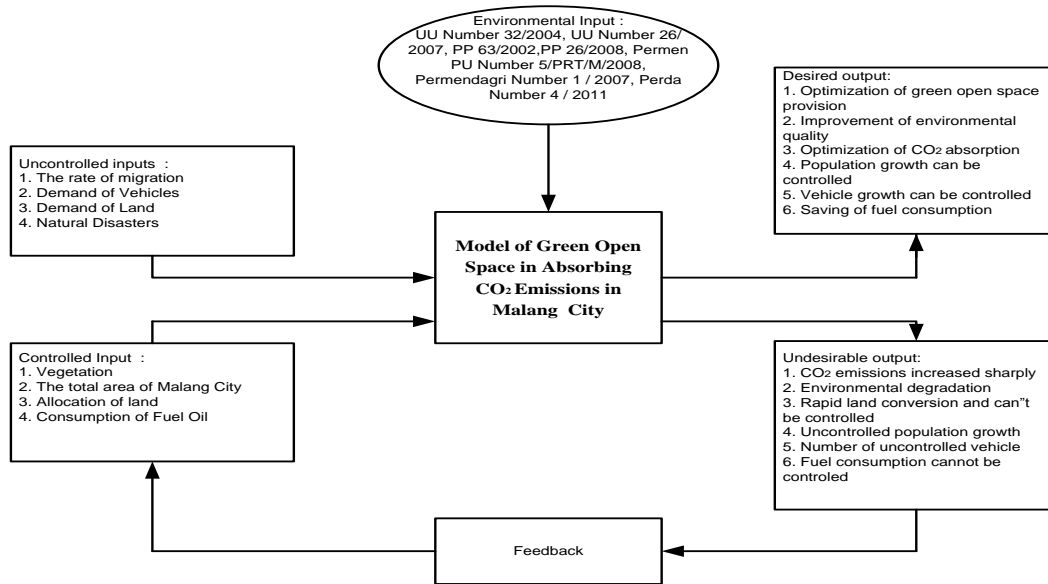 Environmental Input :
UU Number 32/2004, UU Number 26/
2007, PP 63/2002,PP 26/2008, Permen
PU Number 5/PRT/M/2008,
Permendagri Number 1 / 2007, Perda
Number 4 / 2011
Uncontrolled inputs :
1. The rate of migration
2. Demand of Vehicles
3. Demand of Land
4. Natural Disasters
Desired output:
1. Optimization of green open space
provision
2. Improvement of environmental
quality
3. Optimization of CO2 absorption
4. Population growth can be
controlled
5. Vehicle growth can be controlled
6. Saving of fuel consumption
Model of Green Open
Space in Absorbing
CO2 Emissions in
Malang City
Controlled Input :
1. Vegetation
2. The total area of Malang City
3. Allocation of land
4. Consumption of Fuel Oil
Undesirable output:
1. CO2 emissions increased sharply
2. Environmental degradation
3. Rapid land conversion and can"t
be controlled
4. Uncontrolled population growth
5. Number of uncontrolled vehicle
6. Fuel consumption cannot be
controled
Feedback